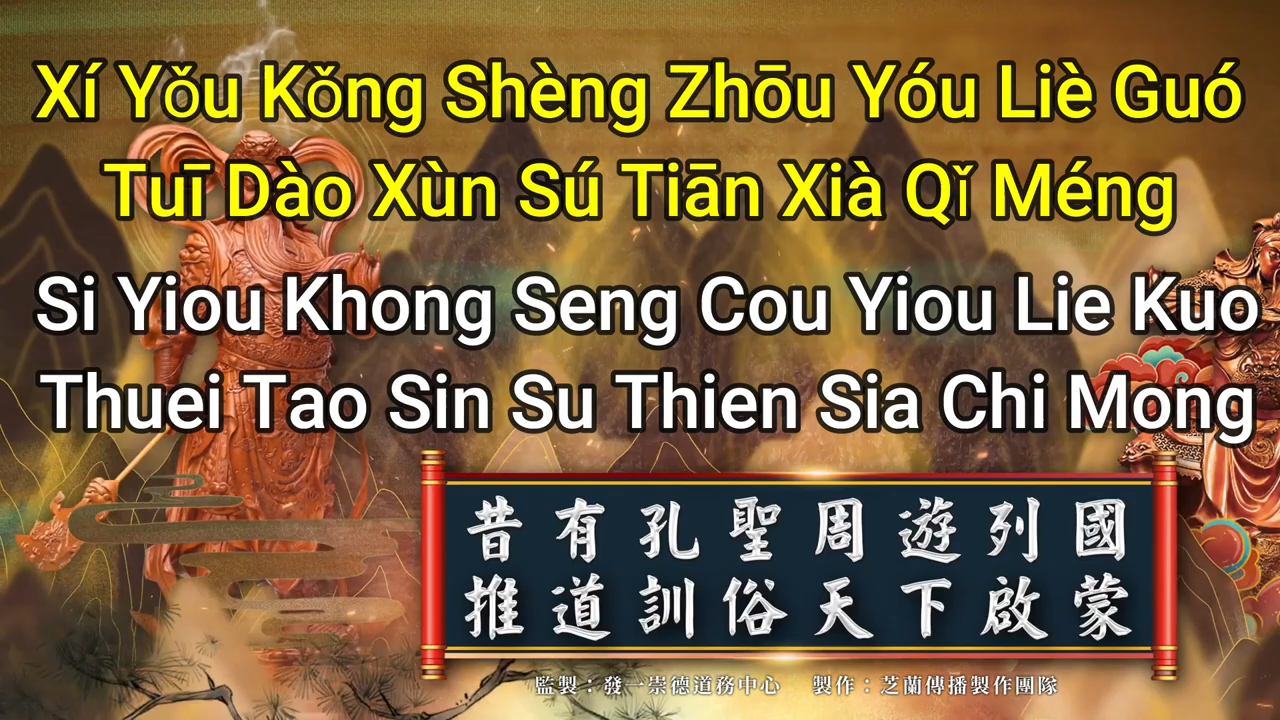 Xí Yǒu Kǒng Shèng Zhōu Yóu Liè Guó
Tuī Dào Xùn Sú Tiān Xià Qǐ Méng
Si Yiou Khong Seng Cou Yiou Lie Kuo
Thuei Tao Sin Su Thien Sia Chi Mong
昔有孔聖周遊列國
推道訓俗天下啟蒙
監製：發一崇德道務中心 製作：芝蘭傳播製作團隊